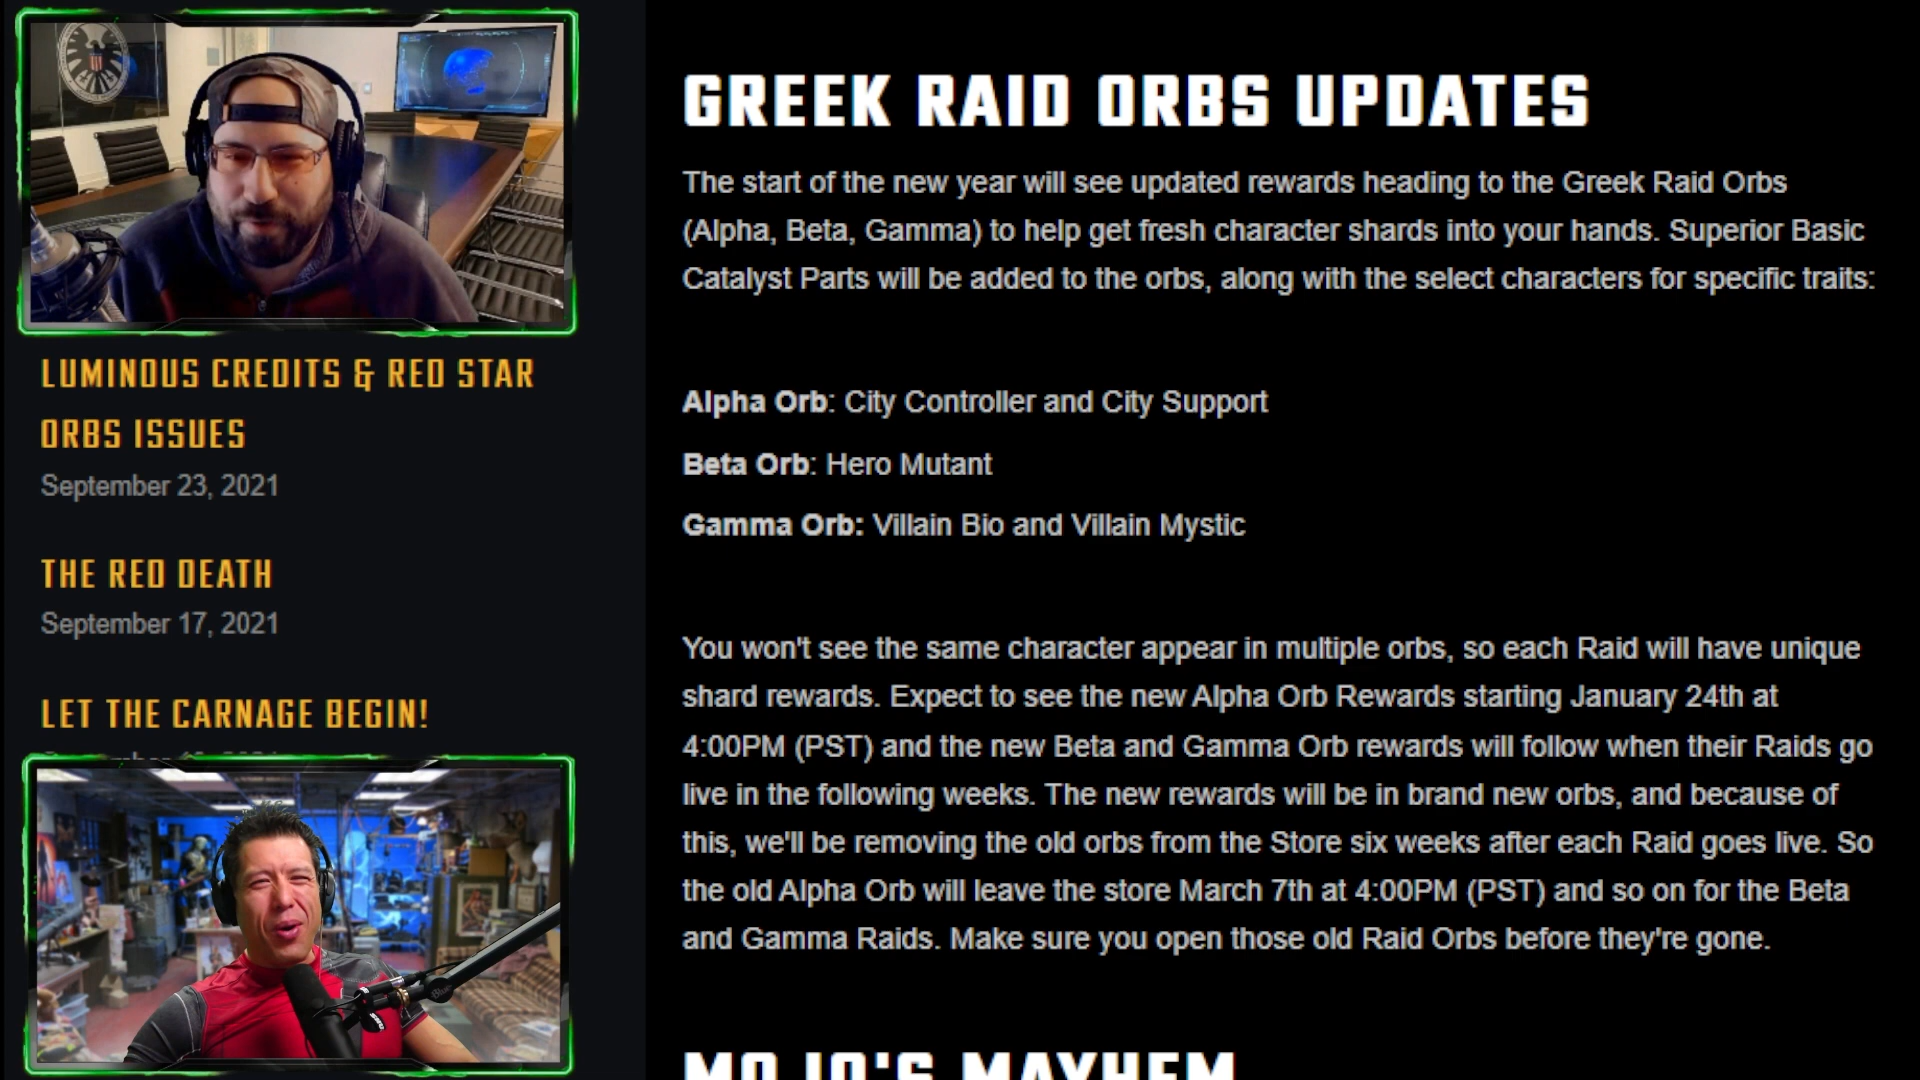 LUMINOUS CREDITS & RED STAR
ORBS ISSUES
September 23, 2021
THE RED DEATH
September 17, 2021
LET THE CARNAGE BEGIN!
GREEK RAID ORBS UPDATES
The start of the new year will see updated rewards heading to the Greek Raid Orbs
(Alpha, Beta, Gamma) to help get fresh character shards into your hands. Superior Basic
Catalyst Parts will be added to the orbs, along with the select characters for specific traits:
Alpha Orb: City Controller and City Support
Beta Orb: Hero Mutant
Gamma Orb: Villain Bio and Villain Mystic
You won't see the same character appear in multiple orbs, so each Raid will have unique
shard rewards. Expect to see the new Alpha Orb Rewards starting January 24th at
4:00PM (PST) and the new Beta and Gamma Orb rewards will follow when their Raids go
live in the following weeks. The new rewards will be in brand new orbs, and because of
this, we'll be removing the old orbs from the Store six weeks after each Raid goes live. So
the old Alpha Orb will leave the store March 7th at 4:00PM (PST) and so on for the Beta
and Gamma Raids. Make sure you open those old Raid Orbs before they're gone.
MOJO'S MAYHEM